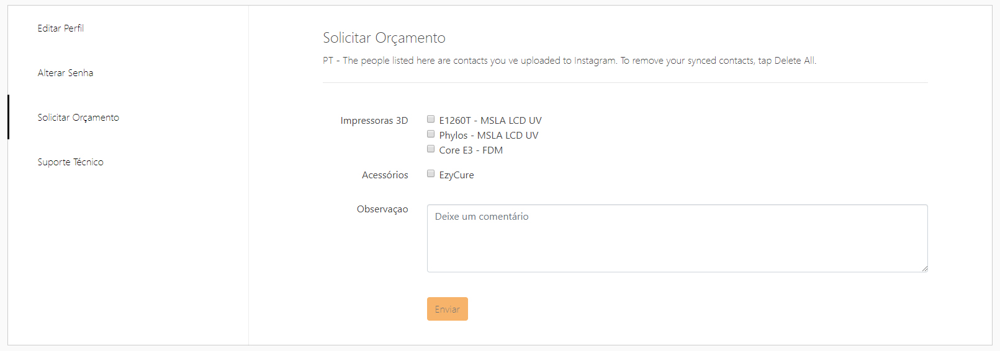 Editar Perfil
Alterar Senha
Solicitar Orçamento
Suporte Técnico
Solicitar Orçamento
PT - The people listed here are contacts you ve uploaded to Instagram. To remove your synced contacts, tap Delete All.
Impressoras 3D
E1260T - MSLA LCD UV
Phylos - MSLA LCD UV
Core E3 - FDM
Acessórios
EzyCure
Observaçao
Deixe um comentário
Enviar